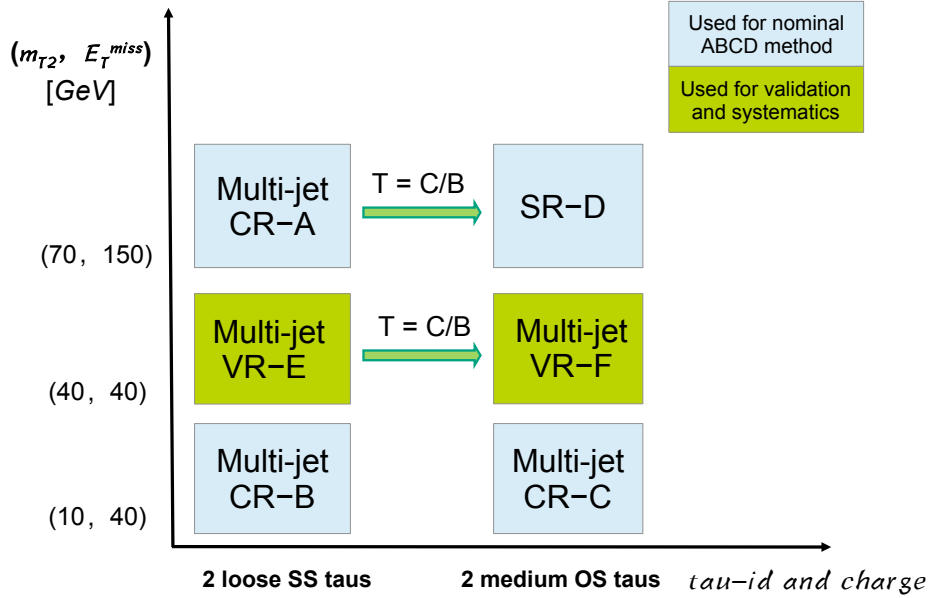 (m_T2, E_T^miss)
[GeV]
Used for nominal
ABCD method
Used for validation
and systematics
Multi-jet
CR−A
T = C/B
SR−D
(70, 150)
Multi-jet
VR−E
T = C/B
Multi-jet
VR−F
(40, 40)
Multi-jet
CR−B
Multi-jet
CR−C
(10, 40)
2 loose SS taus
2 medium OS taus
tau−id and charge